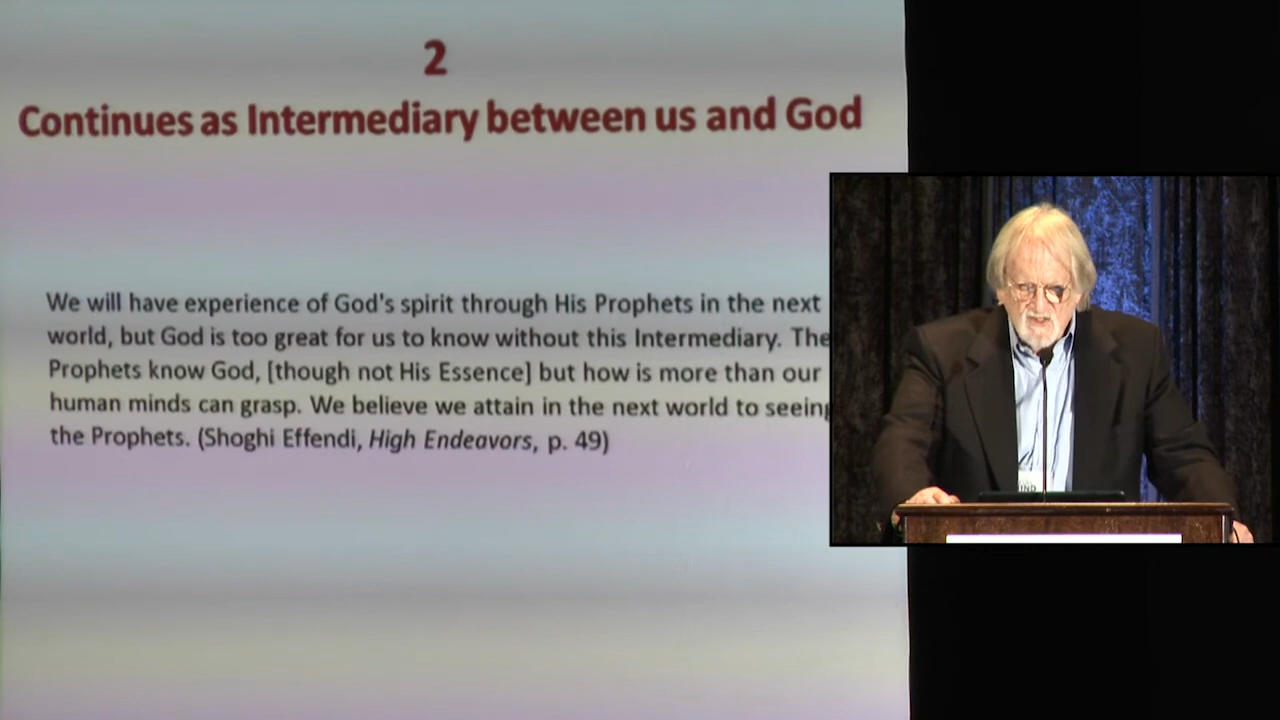 2
Continues as Intermediary between us and God
We will have experience of God's spirit through His Prophets in the next
world, but God is too great for us to know without this Intermediary. The
Prophets know God, [though not His Essence] but how is more than our
human minds can grasp. We believe we attain in the next world to seeing
the Prophets. (Shoghi Effendi, High Endeavors, p. 49)